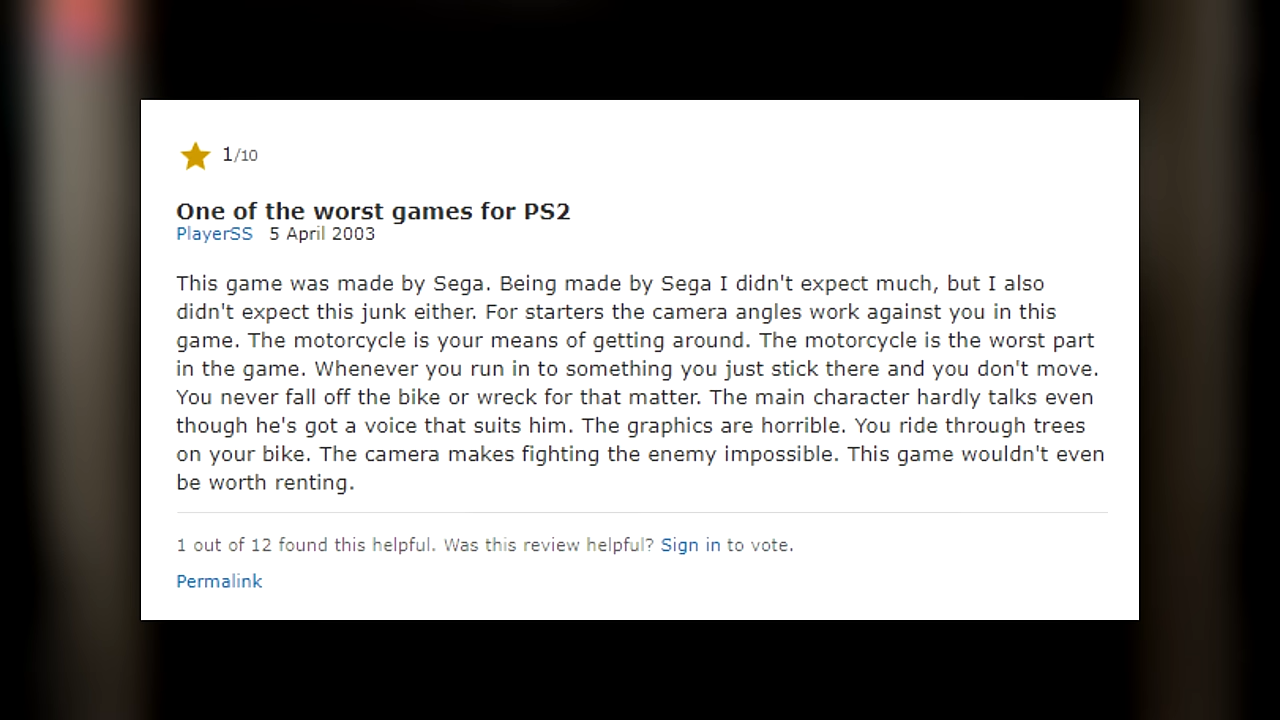 1/10
One of the worst games for PS2
PlayerSS 5 April 2003
This game was made by Sega. Being made by Sega I didn't expect much, but I also
didn't expect this junk either. For starters the camera angles work against you in this
game. The motorcycle is your means of getting around. The motorcycle is the worst part
in the game. Whenever you run in to something you just stick there and you don't move.
You never fall off the bike or wreck for that matter. The main character hardly talks even
though he's got a voice that suits him. The graphics are horrible. You ride through trees
on your bike. The camera makes fighting the enemy impossible. This game wouldn't even
be worth renting.
1 out of 12 found this helpful. Was this review helpful? Sign in to vote.
Permalink